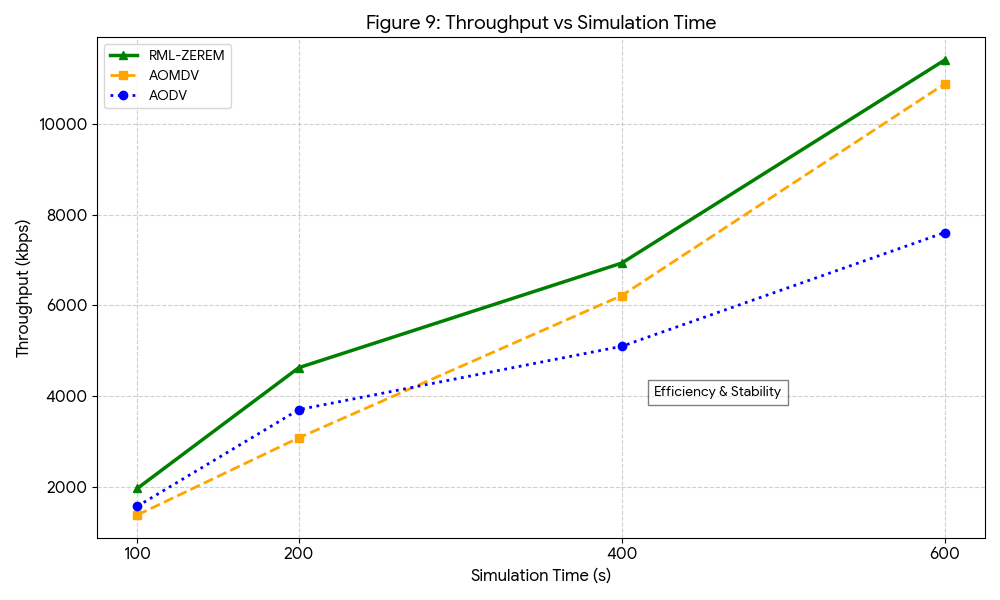 Figure 9: Throughput vs Simulation Time
RML-ZEREM
AOMDV
AODV
Throughput (kbps)
10000
8000
6000
4000
2000
Efficiency & Stability
100 200 400 600
Simulation Time (s)